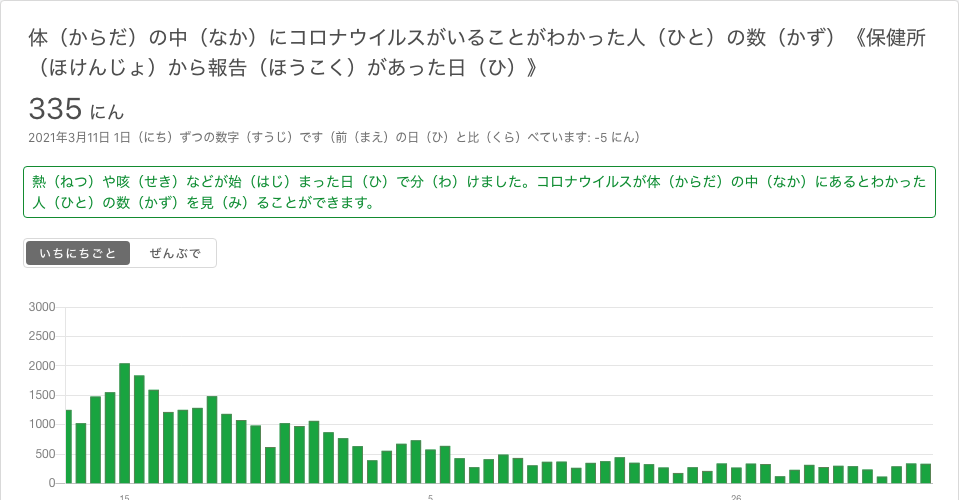 体（からだ）の中（なか）にコロナウイルスがいることがわかった人（ひと）の数（かず）《保健所
（ほけんじょ）から報告（ほうこく）があった日（ひ）》
335 にん
2021年3月11日 1日（にち）ずつの数字（すうじ）です（前（まえ）の日（ひ）と比（くら）べています: -5 にん）
熱（ねつ）や咳（せき）などが始（はじ）まった日（ひ）で分（わ）けました。コロナウイルスが体（からだ）の中（なか）にあるとわかった
人（ひと）の数（かず）を見（み）ることができます。
いちにちごと ぜんぶで
3000
2500
2000
1500
1000
500
0
15 5 26